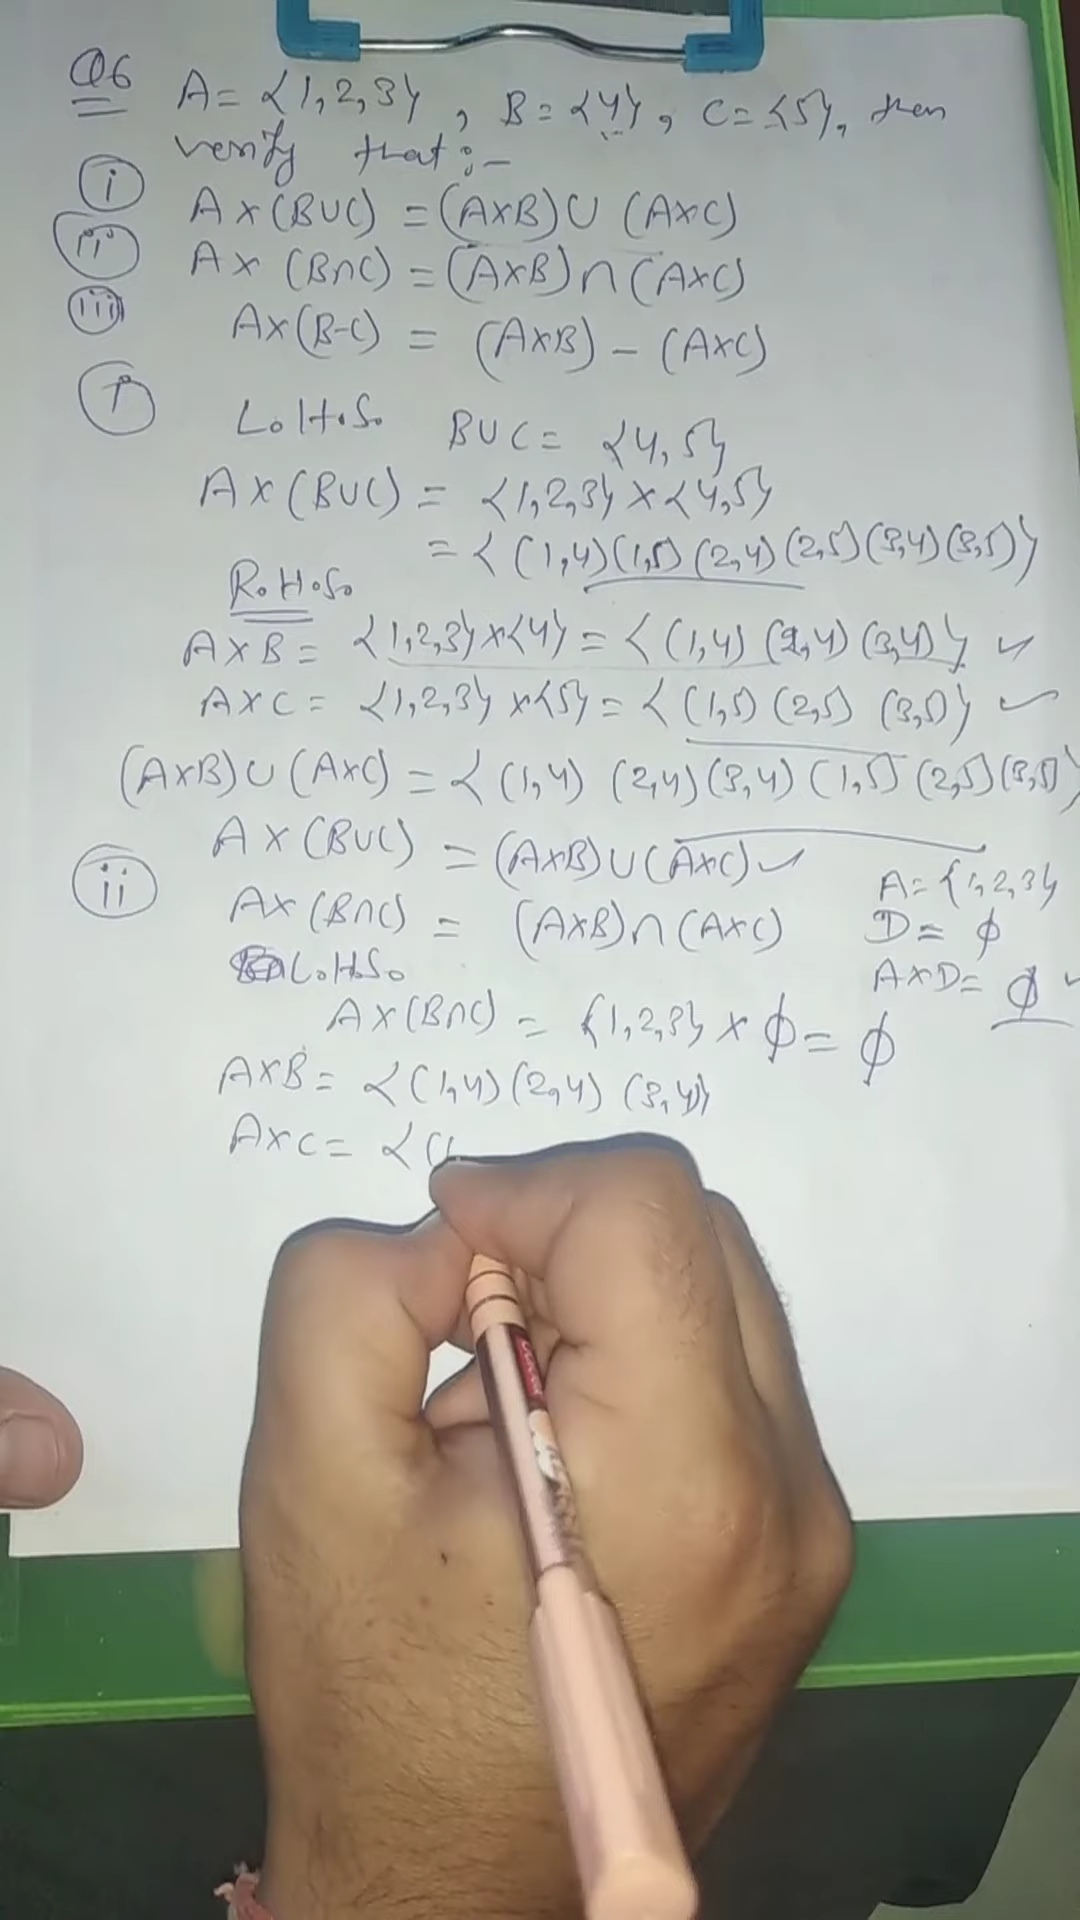 Q6 A = {1,2,3}, B = {4}, C = {5}, then
verify that :-
(i) A×(B∪C) = (A×B)∪(A×C)
(ii) A×(B∩C) = (A×B)∩(A×C)
(iii) A×(B-C) = (A×B) - (A×C)
(i) L.H.S. B∪C = {4,5}
A×(B∪C) = {1,2,3}×{4,5}
= {(1,4)(1,5)(2,4)(2,5)(3,4)(3,5)}
R.H.S.
A×B = {1,2,3}×{4} = {(1,4)(2,4)(3,4)} ✓
A×C = {1,2,3}×{5} = {(1,5)(2,5)(3,5)} ✓
(A×B)∪(A×C) = {(1,4)(2,4)(3,4)(1,5)(2,5)(3,5)}
A×(B∪C) = (A×B)∪(A×C) ✓
(ii) A×(B∩C) = (A×B)∩(A×C)
L.H.S.
A×(B∩C) = {1,2,3}×ϕ = ϕ
A×B = {(1,4)(2,4)(3,4)}
A×C = {(1
A = {1,2,3}
D = ϕ
A×D = ϕ ✓